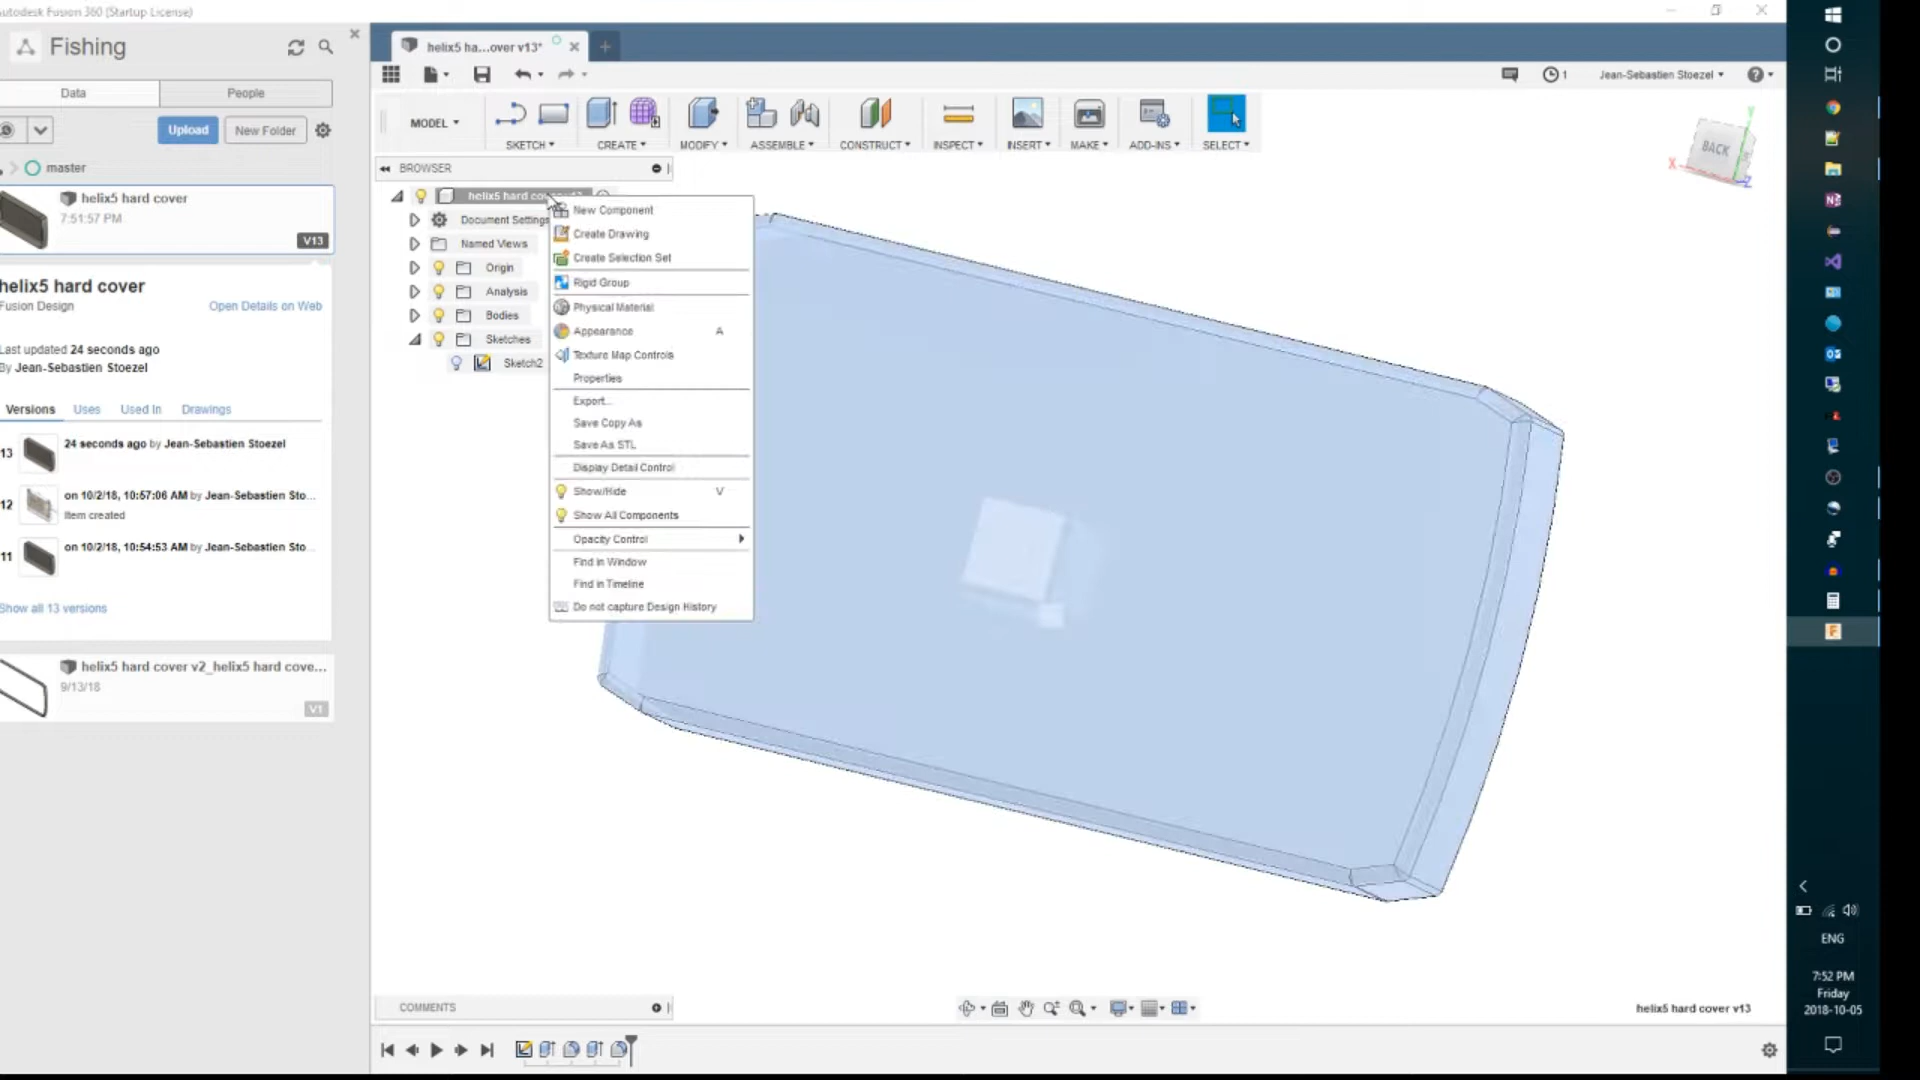 utodesk Fusion 360 (Startup License)
Fishing
Data
People
Upload
New Folder
master
helix5 hard cover
7:51:57 PM
V13
helix5 hard cover
Fusion Design
Open Details on Web
Last updated 24 seconds ago
By Jean-Sebastien Stoezel
Versions
Uses
Used In
Drawings
13
24 seconds ago by Jean-Sebastien Stoezel
12
on 10/2/18, 10:57:06 AM by Jean-Sebastien Sto...
Item created
11
on 10/2/18, 10:54:53 AM by Jean-Sebastien Sto...
Show all 13 versions
helix5 hard cover v2_helix5 hard cove...
9/13/18
V1
helix5 ha...over v13*
1
Jean-Sebastien Stoezel
MODEL
SKETCH
CREATE
MODIFY
ASSEMBLE
CONSTRUCT
INSPECT
INSERT
MAKE
ADD-INS
SELECT
BROWSER
helix5 hard
Document Settings
Named Views
Origin
Analysis
Bodies
Sketches
Sketch2
New Component
Create Drawing
Create Selection Set
Rigid Group
Physical Material
Appearance A
Texture Map Controls
Properties
Export...
Save Copy As
Save As STL
Display Detail Control
Show/Hide V
Show All Components
Opacity Control
Find in Window
Find in Timeline
Do not capture Design History
BACK
X
Y
Z
COMMENTS
helix5 hard cover v13
ENG
7:52 PM
Friday
2018-10-05